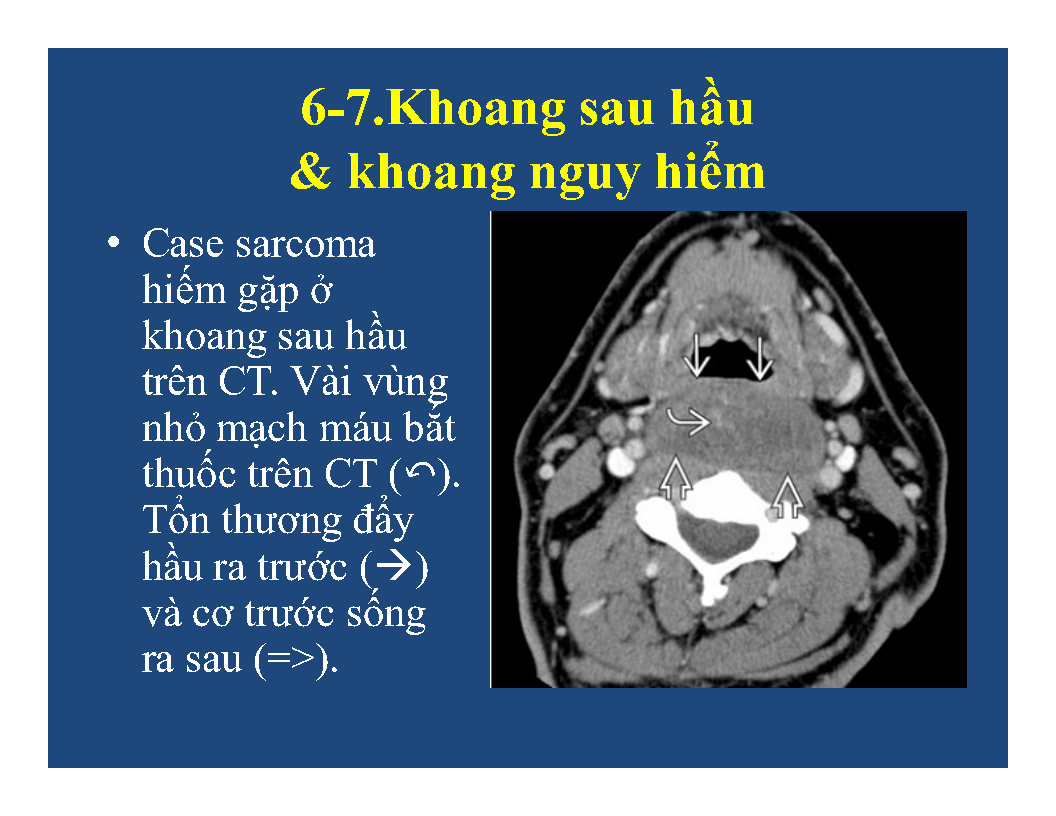 6-7.Khoang sau hầu
& khoang nguy hiểm
• Case sarcoma
hiếm gặp ở
khoang sau hầu
trên CT. Vài vùng
nhỏ mạch máu bắt
thuốc trên CT (⤺).
Tổn thương đẩy
hầu ra trước (→)
và cơ trước sống
ra sau (=>).